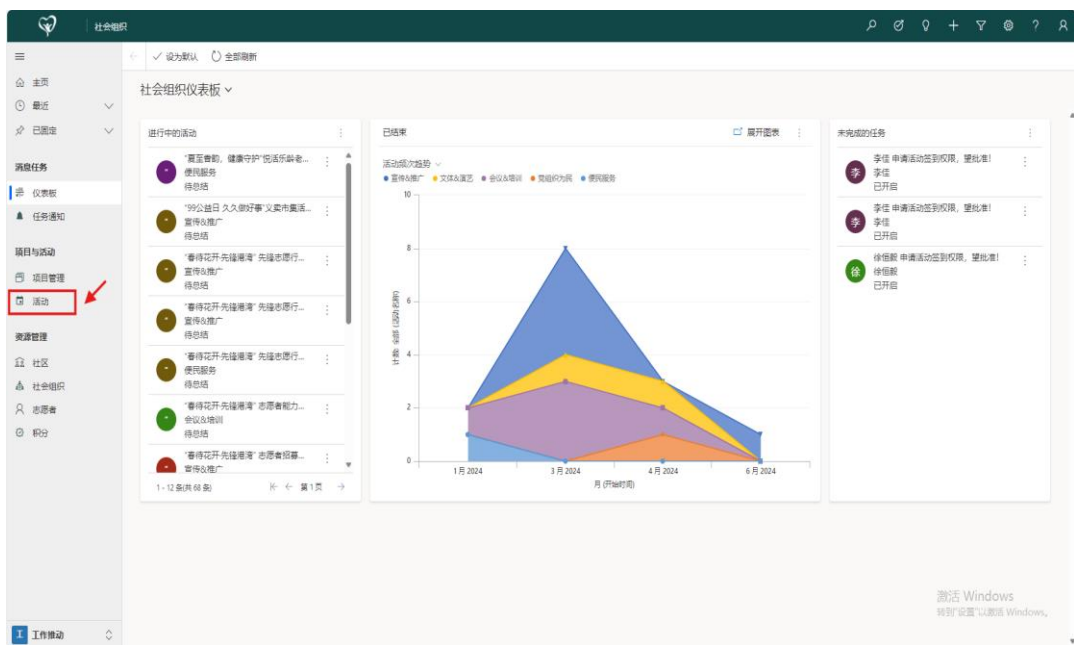 社会组织
设为默认
全部刷新
主页
最近
已固定
消息任务
仪表板
任务通知
项目与活动
项目管理
活动
资源管理
社区
社会组织
志愿者
积分
工 工作推动
社会组织仪表板
进行中的活动
"夏至昝韵，健康守护"悦活乐龄老...
便民服务
待总结
"99公益日 久久做好事"义卖市集活...
宣传&推广
待总结
"春待花开·先锋港湾" 先锋志愿行...
宣传&推广
待总结
"春待花开·先锋港湾" 先锋志愿行...
宣传&推广
待总结
"春待花开·先锋港湾" 先锋志愿行...
便民服务
待总结
"春待花开·先锋港湾" 志愿者能力...
会议&培训
待总结
"春待花开·先锋港湾" 志愿者招募...
宣传&推广
1 - 12 条(共 68 条)
第1页
已结束
展开图表
活动频次趋势
宣传&推广 文体&演艺 会议&培训 党组织为民 便民服务
计数: 全部 (活动名称)
10
8
6
4
2
0
1月 2024 3月 2024 4月 2024 6月 2024
月 (开始时间)
未完成的任务
李佳 申请活动签到权限，望批准!
李 李佳
已开启
李佳 申请活动签到权限，望批准!
李 李佳
已开启
徐恒毅 申请活动签到权限，望批准!
徐 徐恒毅
已开启
激活 Windows
转到"设置"以激活 Windows。